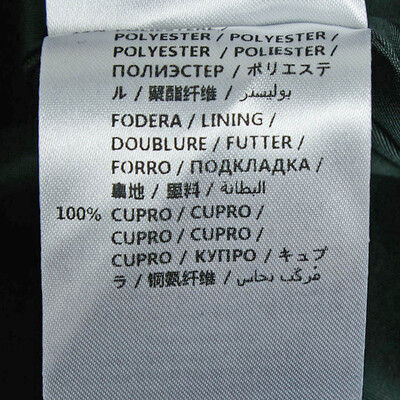 POLYESTER / POLYESTER /
POLYESTER / POLIESTER /
ПОЛИЭСТЕР / ポリエステ
ル / 聚酯纤维 / بوليستر
FODERA / LINING /
DOUBLURE / FUTTER /
FORRO / ПОДКЛАДКА /
裏地 / 里料 / البطانة
100% CUPRO / CUPRO /
CUPRO / CUPRO /
CUPRO / КУПРО / キュプ
ラ / 铜氨纤维 / مركب نحاس